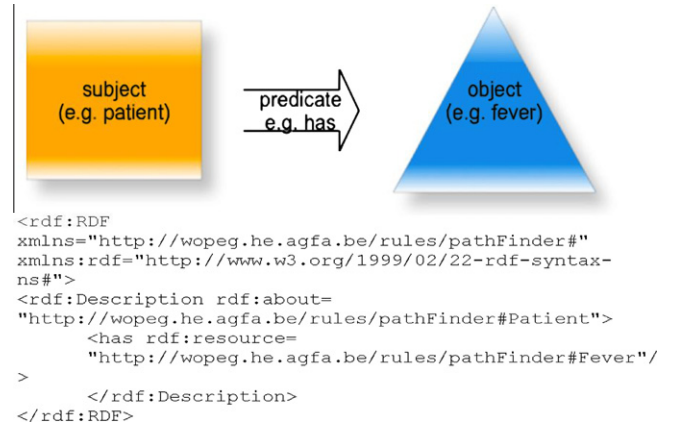 subject
(e.g. patient)
predicate
e.g. has
object
(e.g. fever)
<rdf:RDF
xmlns="http://wopeg.he.agfa.be/rules/pathFinder#"
xmlns:rdf="http://www.w3.org/1999/02/22-rdf-syntax-
ns#">
<rdf:Description rdf:about=
"http://wopeg.he.agfa.be/rules/pathFinder#Patient">
<has rdf:resource=
"http://wopeg.he.agfa.be/rules/pathFinder#Fever"/
>
</rdf:Description>
</rdf:RDF>